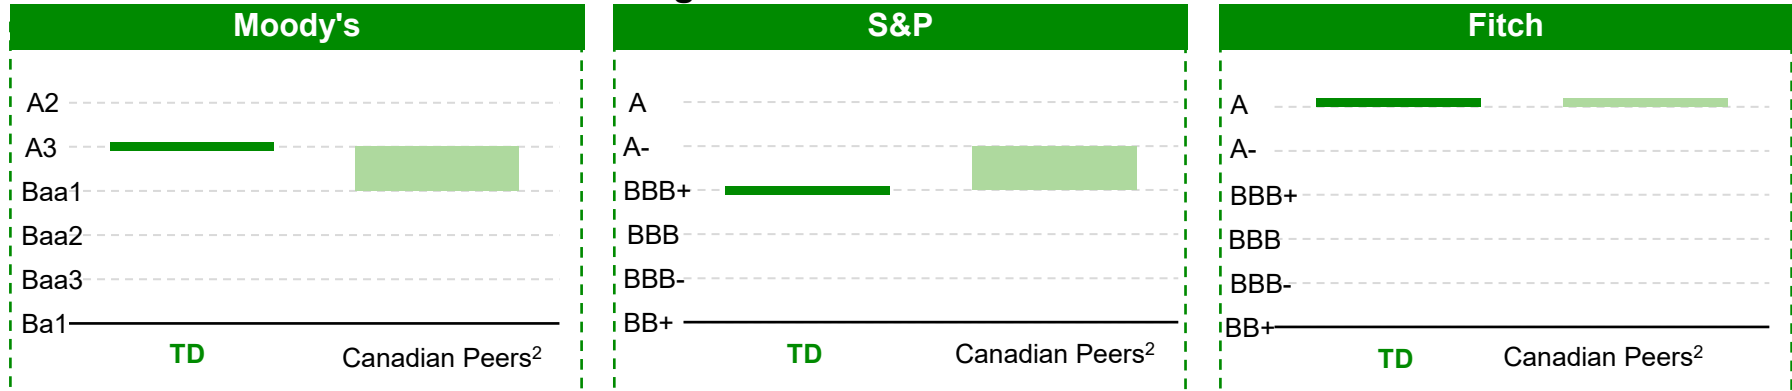 Moody's
A2
A3
Baa1
Baa2
Baa3
Ba1
TD
Canadian Peers2
S&P
A
A-
BBB+
BBB
BBB-
BB+
TD
Canadian Peers2
Fitch
A
A-
BBB+
BBB
BBB-
BB+
TD
Canadian Peers2